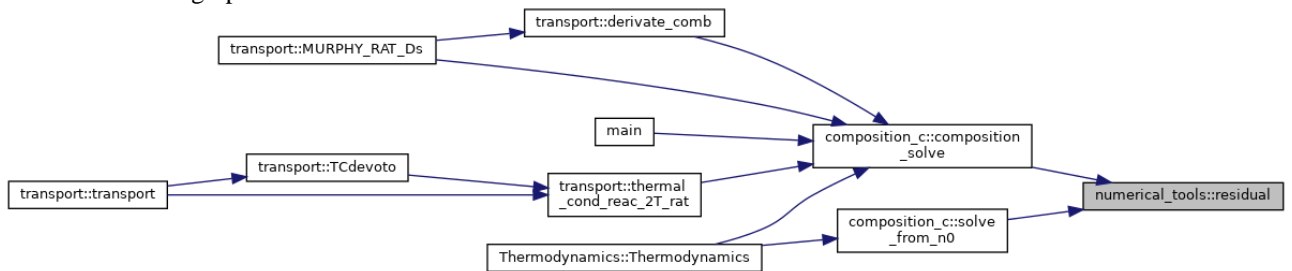 transport::derivate_comb
transport::MURPHY_RAT_Ds
main
composition_c::composition
_solve
transport::TCdevoto
transport::thermal
_cond_reac_2T_rat
transport::transport
numerical_tools::residual
composition_c::solve
_from_n0
Thermodynamics::Thermodynamics